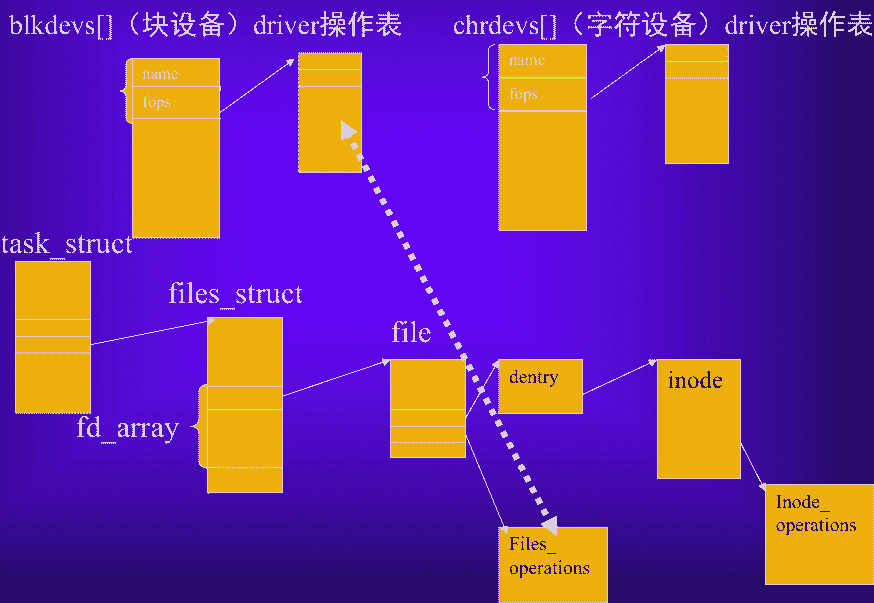 blkdevs[]（块设备）driver操作表
chrdevs[]（字符设备）driver操作表
name
fops
name
fops
task_struct
files_struct
file
fd_array
dentry
inode
Files_
operations
Inode_
operations